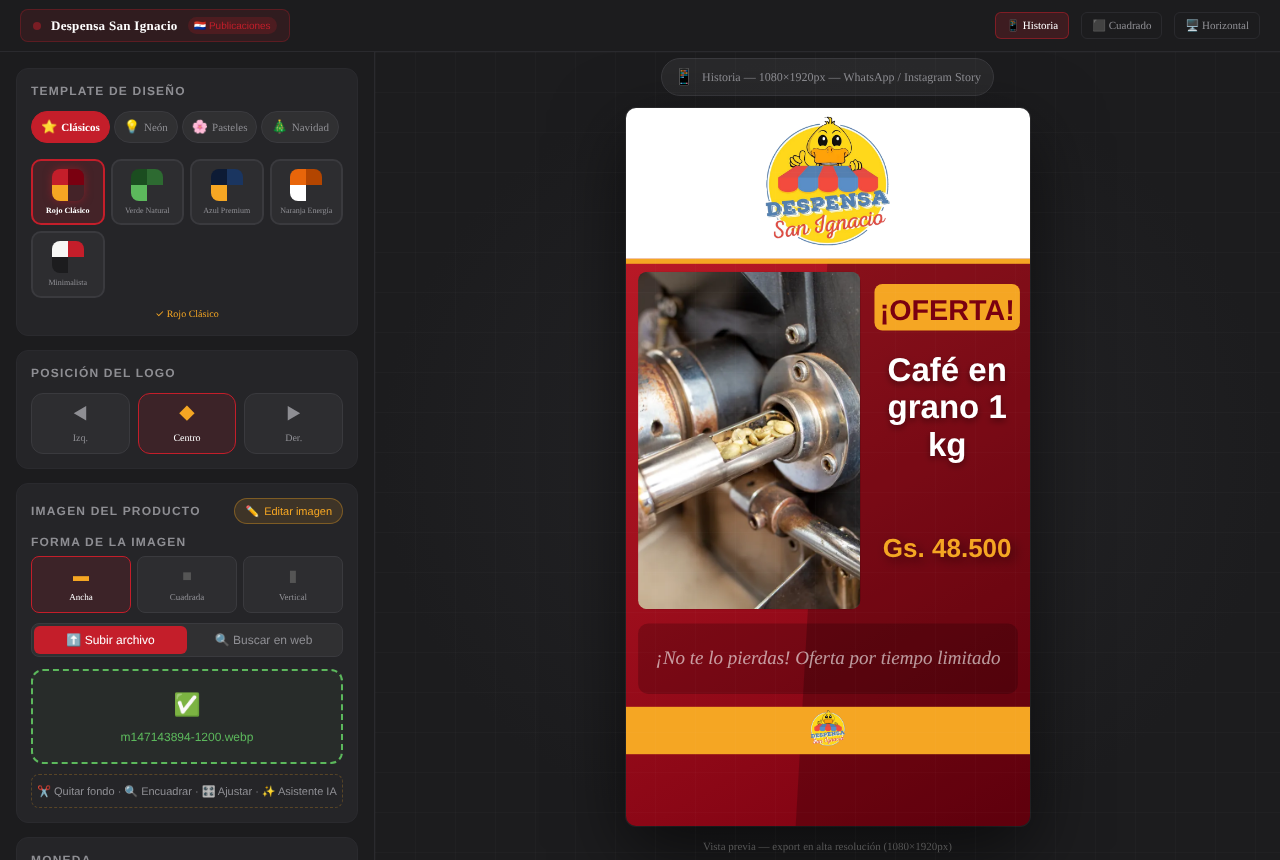 Despensa San Ignacio
🇵🇾 Publicaciones
Historia
Cuadrado
Horizontal
TEMPLATE DE DISEÑO
Clásicos
Neón
Pasteles
Navidad
Rojo Clásico
Verde Natural
Azul Premium
Naranja Energía
Minimalista
✓ Rojo Clásico
POSICIÓN DEL LOGO
Izq.
Centro
Der.
IMAGEN DEL PRODUCTO
Editar imagen
FORMA DE LA IMAGEN
Ancha
Cuadrada
Vertical
Subir archivo
Buscar en web
m147143894-1200.webp
Quitar fondo · Encuadrar · Ajustar · Asistente IA
MONEDA
Historia — 1080×1920px — WhatsApp / Instagram Story
DESPENSA
San Ignacio
¡OFERTA!
Café en
grano 1
kg
Gs. 48.500
¡No te lo pierdas! Oferta por tiempo limitado
DESPENSA
San Ignacio
Vista previa — export en alta resolución (1080×1920px)